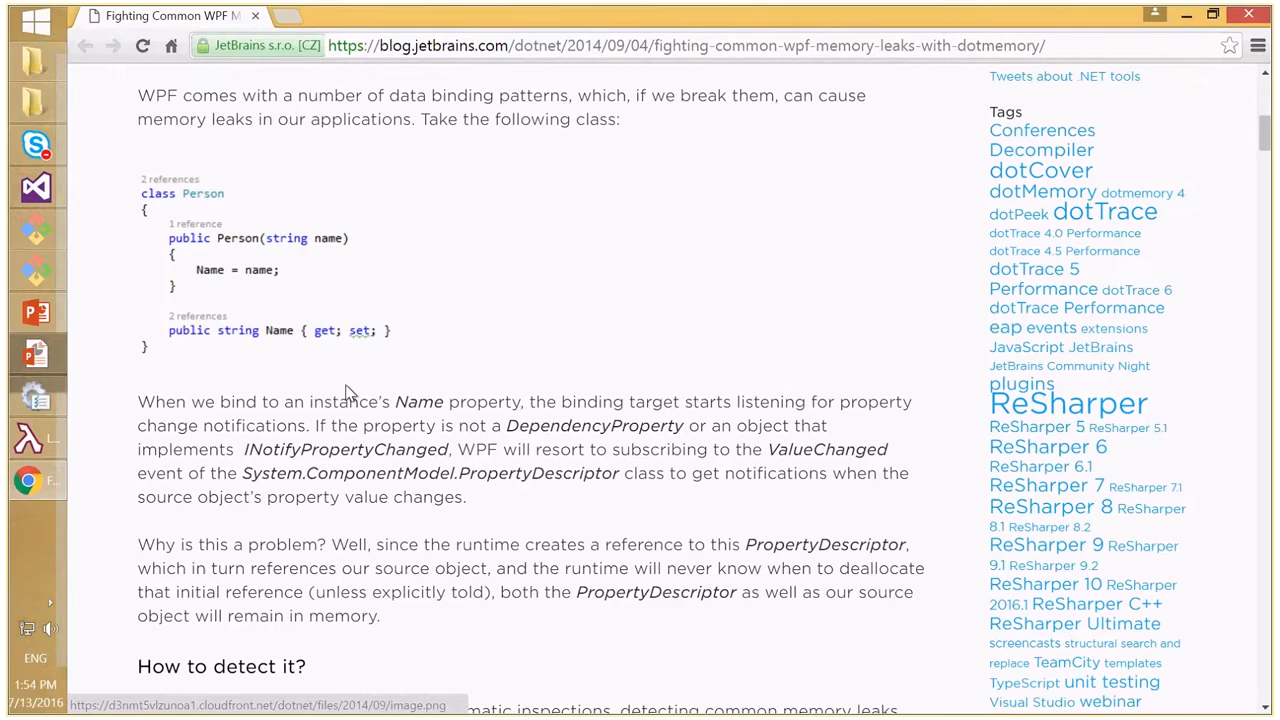 Fighting Common WPF M
JetBrains s.r.o. [CZ]
https://blog.jetbrains.com/dotnet/2014/09/04/fighting-common-wpf-memory-leaks-with-dotmemory/
WPF comes with a number of data binding patterns, which, if we break them, can cause
memory leaks in our applications. Take the following class:
2 references
class Person
{
1 reference
public Person(string name)
{
Name = name;
}
2 references
public string Name { get; set; }
}
When we bind to an instance's Name property, the binding target starts listening for property
change notifications. If the property is not a DependencyProperty or an object that
implements INotifyPropertyChanged, WPF will resort to subscribing to the ValueChanged
event of the System.ComponentModel.PropertyDescriptor class to get notifications when the
source object's property value changes.
Why is this a problem? Well, since the runtime creates a reference to this PropertyDescriptor,
which in turn references our source object, and the runtime will never know when to deallocate
that initial reference (unless explicitly told), both the PropertyDescriptor as well as our source
object will remain in memory.
How to detect it?
matic inspections, detecting common memory leaks
https://d3nmt5vlzunoa1.cloudfront.net/dotnet/files/2014/09/image.png
Tweets about .NET tools
Tags
Conferences
Decompiler
dotCover
dotMemory dotmemory 4
dotPeek dotTrace
dotTrace 4.0 Performance
dotTrace 4.5 Performance
dotTrace 5
Performance dotTrace 6
dotTrace Performance
eap events extensions
JavaScript JetBrains
JetBrains Community Night
plugins
ReSharper
ReSharper 5 ReSharper 5.1
ReSharper 6
ReSharper 6.1
ReSharper 7 ReSharper 7.1
ReSharper 8 ReSharper
8.1 ReSharper 8.2
ReSharper 9 ReSharper
9.1 ReSharper 9.2
ReSharper 10 ReSharper
2016.1 ReSharper C++
ReSharper Ultimate
screencasts structural search and
replace TeamCity templates
TypeScript unit testing
Visual Studio webinar
L...
F...
ENG
1:54 PM
7/13/2016